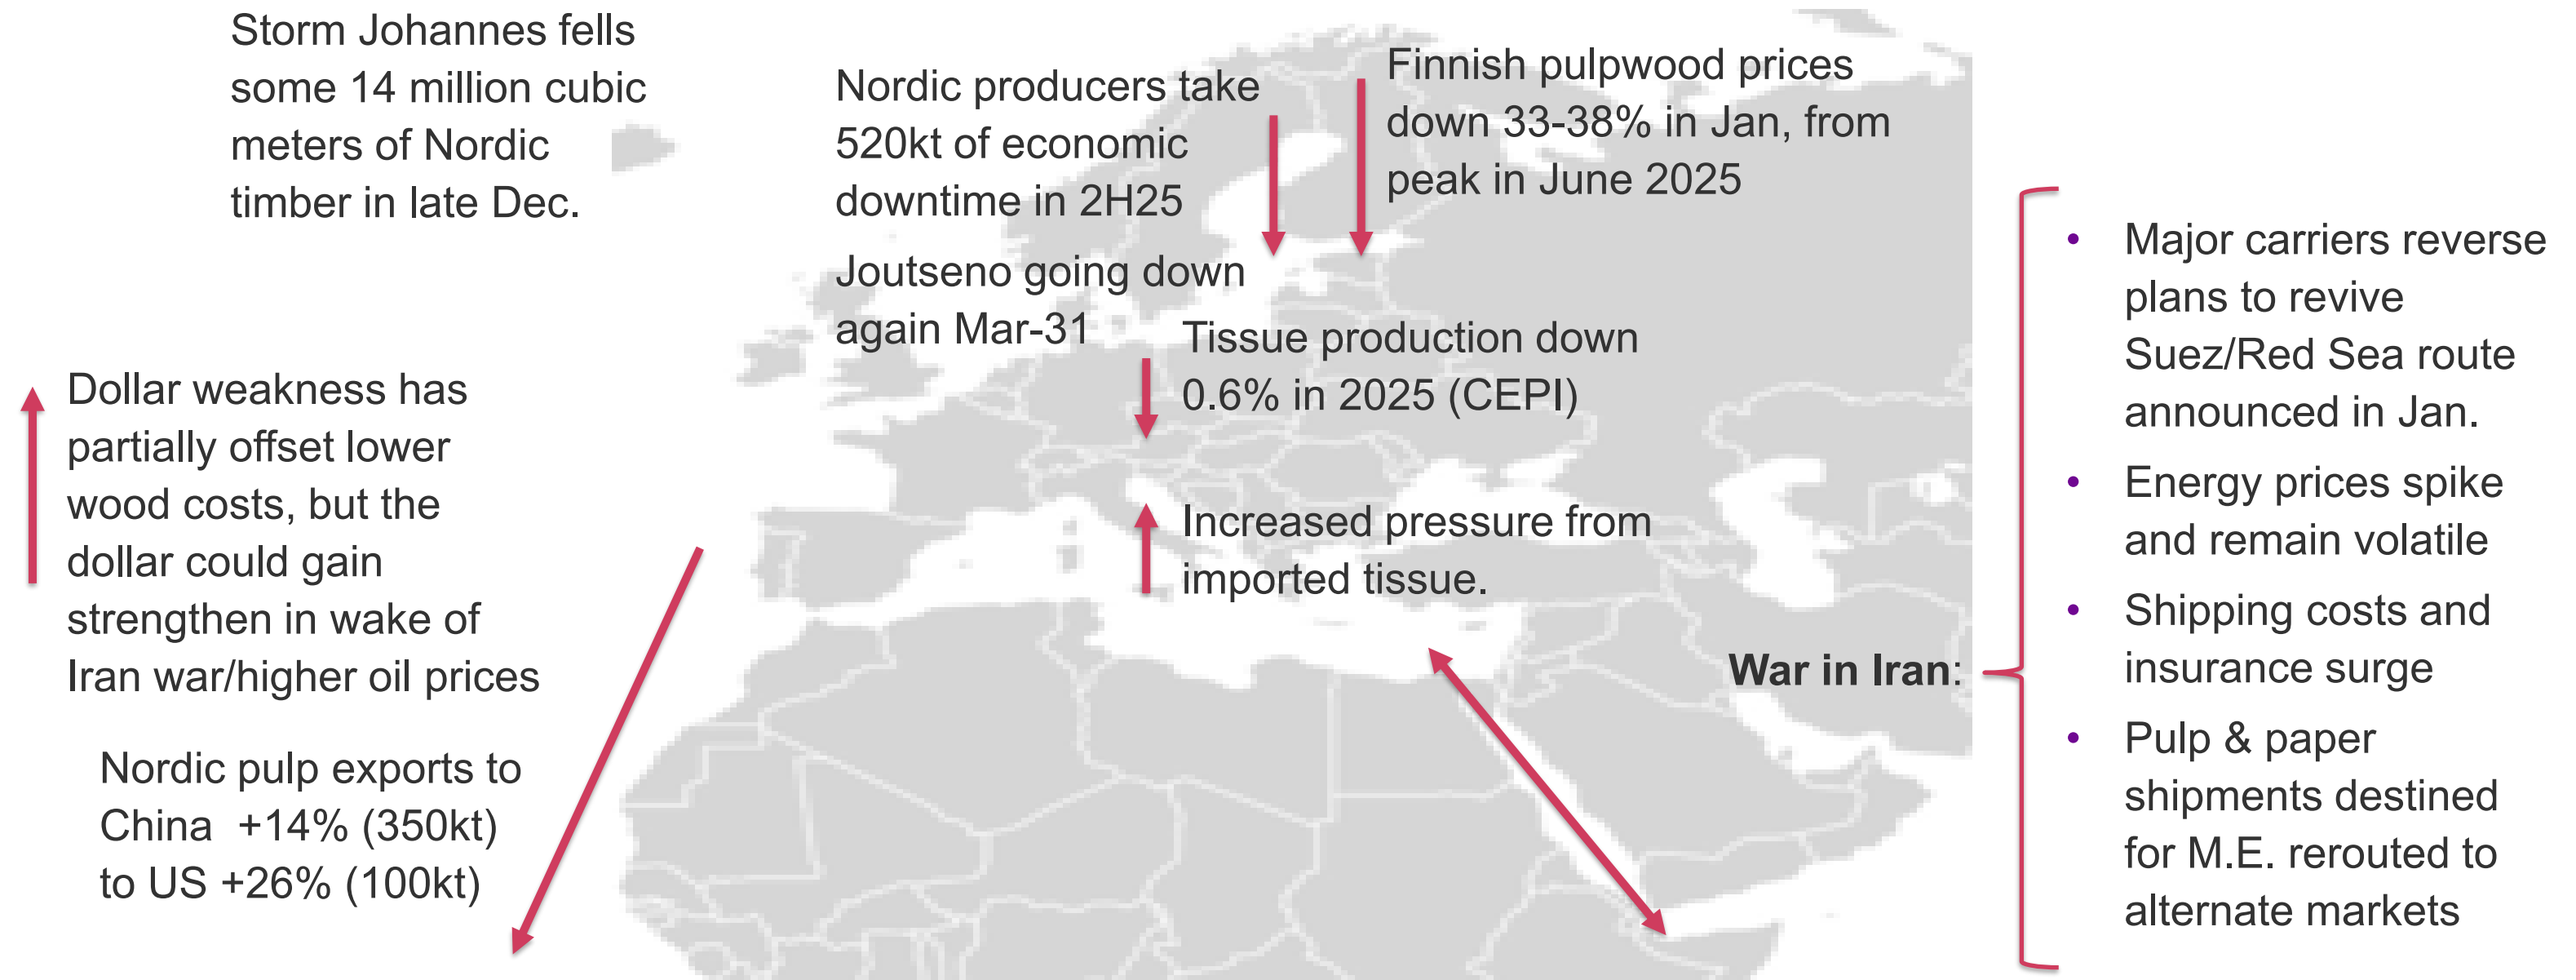 Storm Johannes fells
some 14 million cubic
meters of Nordic
timber in late Dec.
Nordic producers take
520kt of economic
downtime in 2H25
Joutseno going down
again Mar-31
Finnish pulpwood prices
down 33-38% in Jan, from
peak in June 2025
Tissue production down
0.6% in 2025 (CEPI)
Increased pressure from
imported tissue.
Dollar weakness has
partially offset lower
wood costs, but the
dollar could gain
strengthen in wake of
Iran war/higher oil prices
Nordic pulp exports to
China +14% (350kt)
to US +26% (100kt)
War in Iran:
• Major carriers reverse
plans to revive
Suez/Red Sea route
announced in Jan.
• Energy prices spike
and remain volatile
• Shipping costs and
insurance surge
• Pulp & paper
shipments destined
for M.E. rerouted to
alternate markets